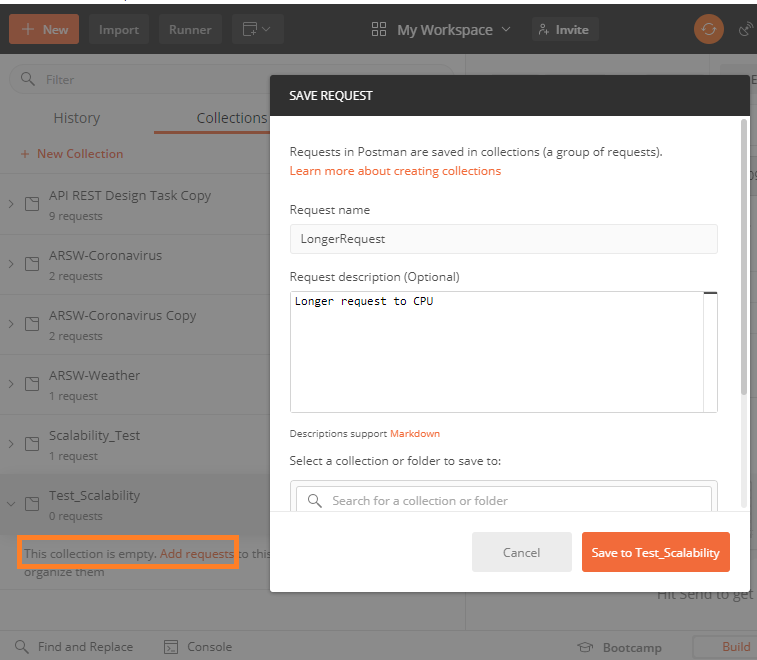 New
Import
Runner
My Workspace
Invite
Filter
History
Collections
New Collection
API REST Design Task Copy
9 requests
ARSW-Coronavirus
2 requests
ARSW-Coronavirus Copy
2 requests
ARSW-Weather
1 request
Scalability_Test
1 request
Test_Scalability
0 requests
This collection is empty. Add requests to this
organize them
SAVE REQUEST
Requests in Postman are saved in collections (a group of requests).
Learn more about creating collections
Request name
LongerRequest
Request description (Optional)
Longer request to CPU
Descriptions support Markdown
Select a collection or folder to save to:
Search for a collection or folder
Cancel
Save to Test_Scalability
Hit Send to get
Find and Replace
Console
Bootcamp
Build